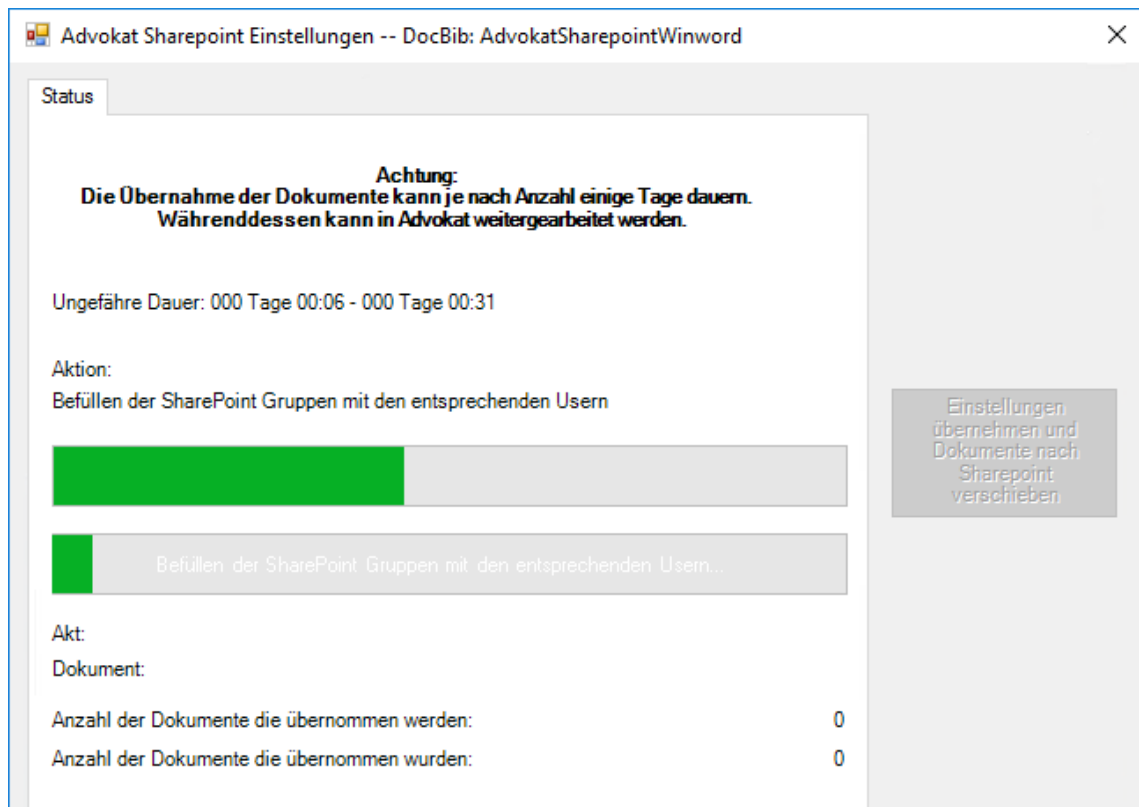 Advokat Sharepoint Einstellungen -- DocBib: AdvokatSharepointWinword
Status
Achtung:
Die Übernahme der Dokumente kann je nach Anzahl einige Tage dauern.
Währenddessen kann in Advokat weitergearbeitet werden.
Ungefähre Dauer: 000 Tage 00:06 - 000 Tage 00:31
Aktion:
Befüllen der SharePoint Gruppen mit den entsprechenden Usern
Einstellungen
übernehmen und
Dokumente nach
Sharepoint
verschieben
Befüllen der SharePoint Gruppen mit den entsprechenden Usern...
Akt:
Dokument:
Anzahl der Dokumente die übernommen werden: 0
Anzahl der Dokumente die übernommen wurden: 0